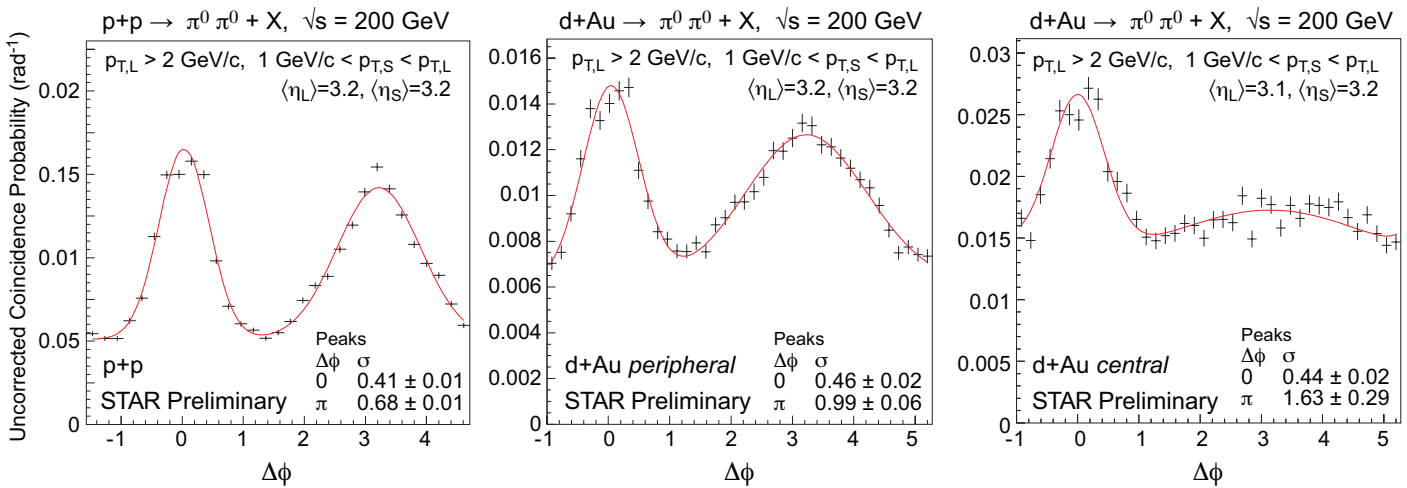 p+p → π⁰ π⁰ + X, √s = 200 GeV
Uncorrected Coincidence Probability (rad⁻¹)
p_T,L > 2 GeV/c, 1 GeV/c < p_T,S < p_T,L
⟨η_L⟩=3.2, ⟨η_S⟩=3.2
0.02
0.15
0.01
0.05
0
p+p
STAR Preliminary
Peaks
Δϕ σ
0 0.41 ± 0.01
π 0.68 ± 0.01
-1 0 1 2 3 4
Δϕ
d+Au → π⁰ π⁰ + X, √s = 200 GeV
p_T,L > 2 GeV/c, 1 GeV/c < p_T,S < p_T,L
⟨η_L⟩=3.2, ⟨η_S⟩=3.2
0.016
0.014
0.012
0.01
0.008
0.006
0.004
0.002
0
d+Au peripheral
STAR Preliminary
Peaks
Δϕ σ
0 0.46 ± 0.02
π 0.99 ± 0.06
-1 0 1 2 3 4 5
Δϕ
d+Au → π⁰ π⁰ + X, √s = 200 GeV
p_T,L > 2 GeV/c, 1 GeV/c < p_T,S < p_T,L
⟨η_L⟩=3.1, ⟨η_S⟩=3.2
0.03
0.025
0.02
0.015
0.01
0.005
0
d+Au central
STAR Preliminary
Peaks
Δϕ σ
0 0.44 ± 0.02
π 1.63 ± 0.29
-1 0 1 2 3 4 5
Δϕ